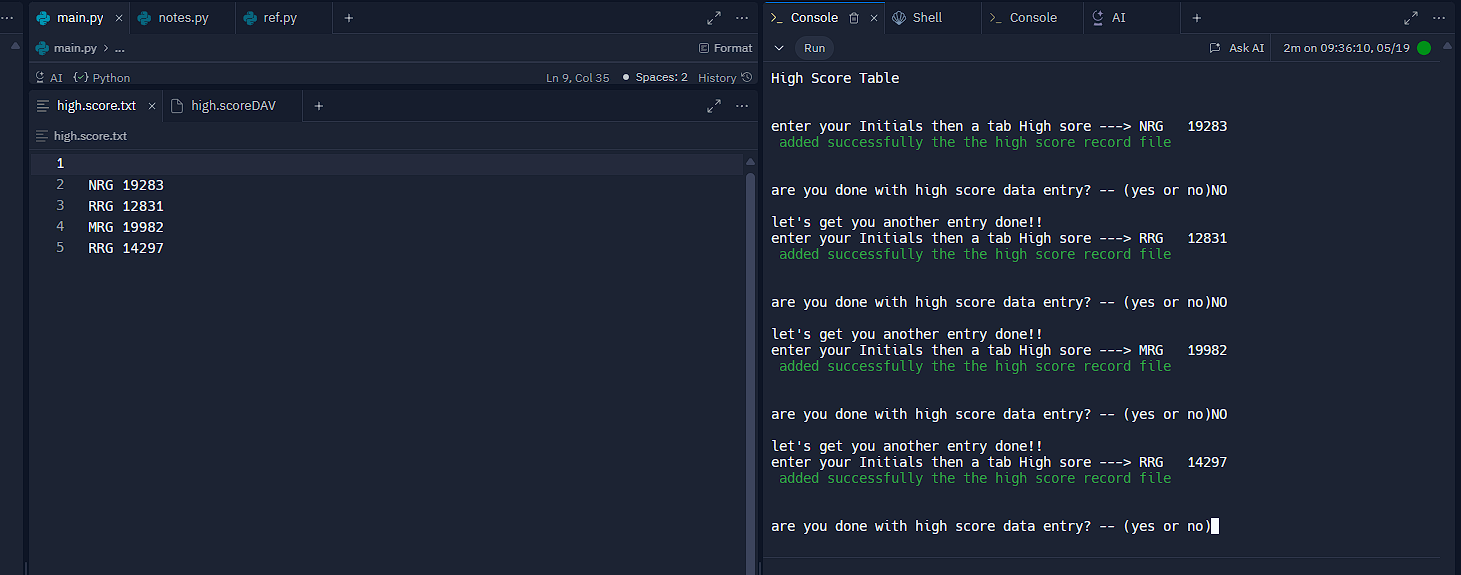 main.py
notes.py
ref.py
main.py > ...
Format
AI
Python
Ln 9, Col 35
Spaces: 2
History
high.score.txt
high.scoreDAV
high.score.txt
1
2 NRG 19283
3 RRG 12831
4 MRG 19982
5 RRG 14297
Console
Shell
Console
AI
Run
Ask AI
2m on 09:36:10, 05/19
High Score Table
enter your Initials then a tab High sore ---> NRG 19283
added successfully the the high score record file
are you done with high score data entry? -- (yes or no)NO
let's get you another entry done!!
enter your Initials then a tab High sore ---> RRG 12831
added successfully the the high score record file
are you done with high score data entry? -- (yes or no)NO
let's get you another entry done!!
enter your Initials then a tab High sore ---> MRG 19982
added successfully the the high score record file
are you done with high score data entry? -- (yes or no)NO
let's get you another entry done!!
enter your Initials then a tab High sore ---> RRG 14297
added successfully the the high score record file
are you done with high score data entry? -- (yes or no)